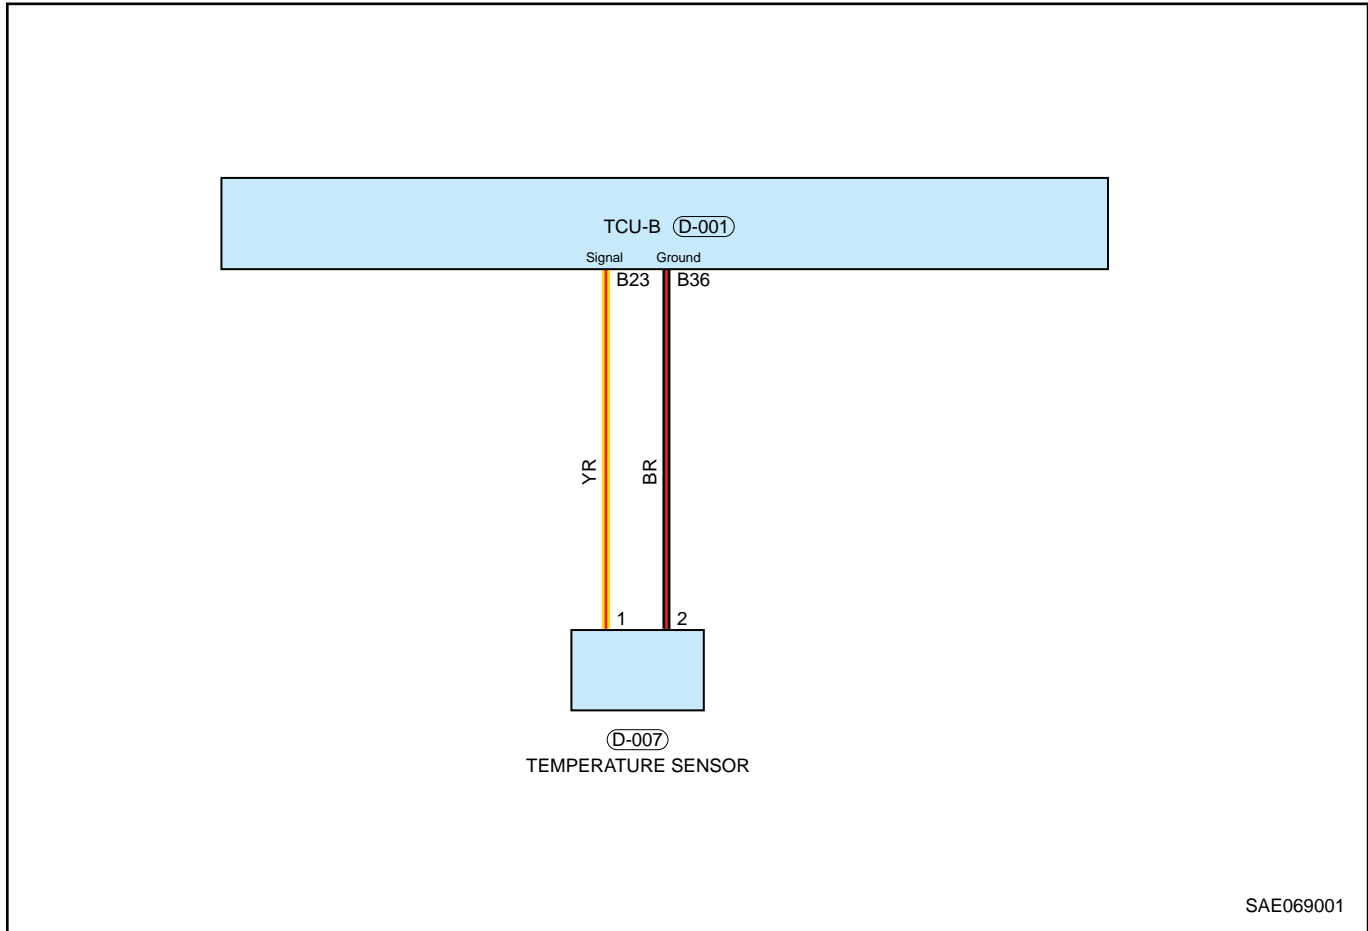 TCU-B D-001
Signal Ground
B23 B36
YR BR
1 2
D-007
TEMPERATURE SENSOR
SAE069001